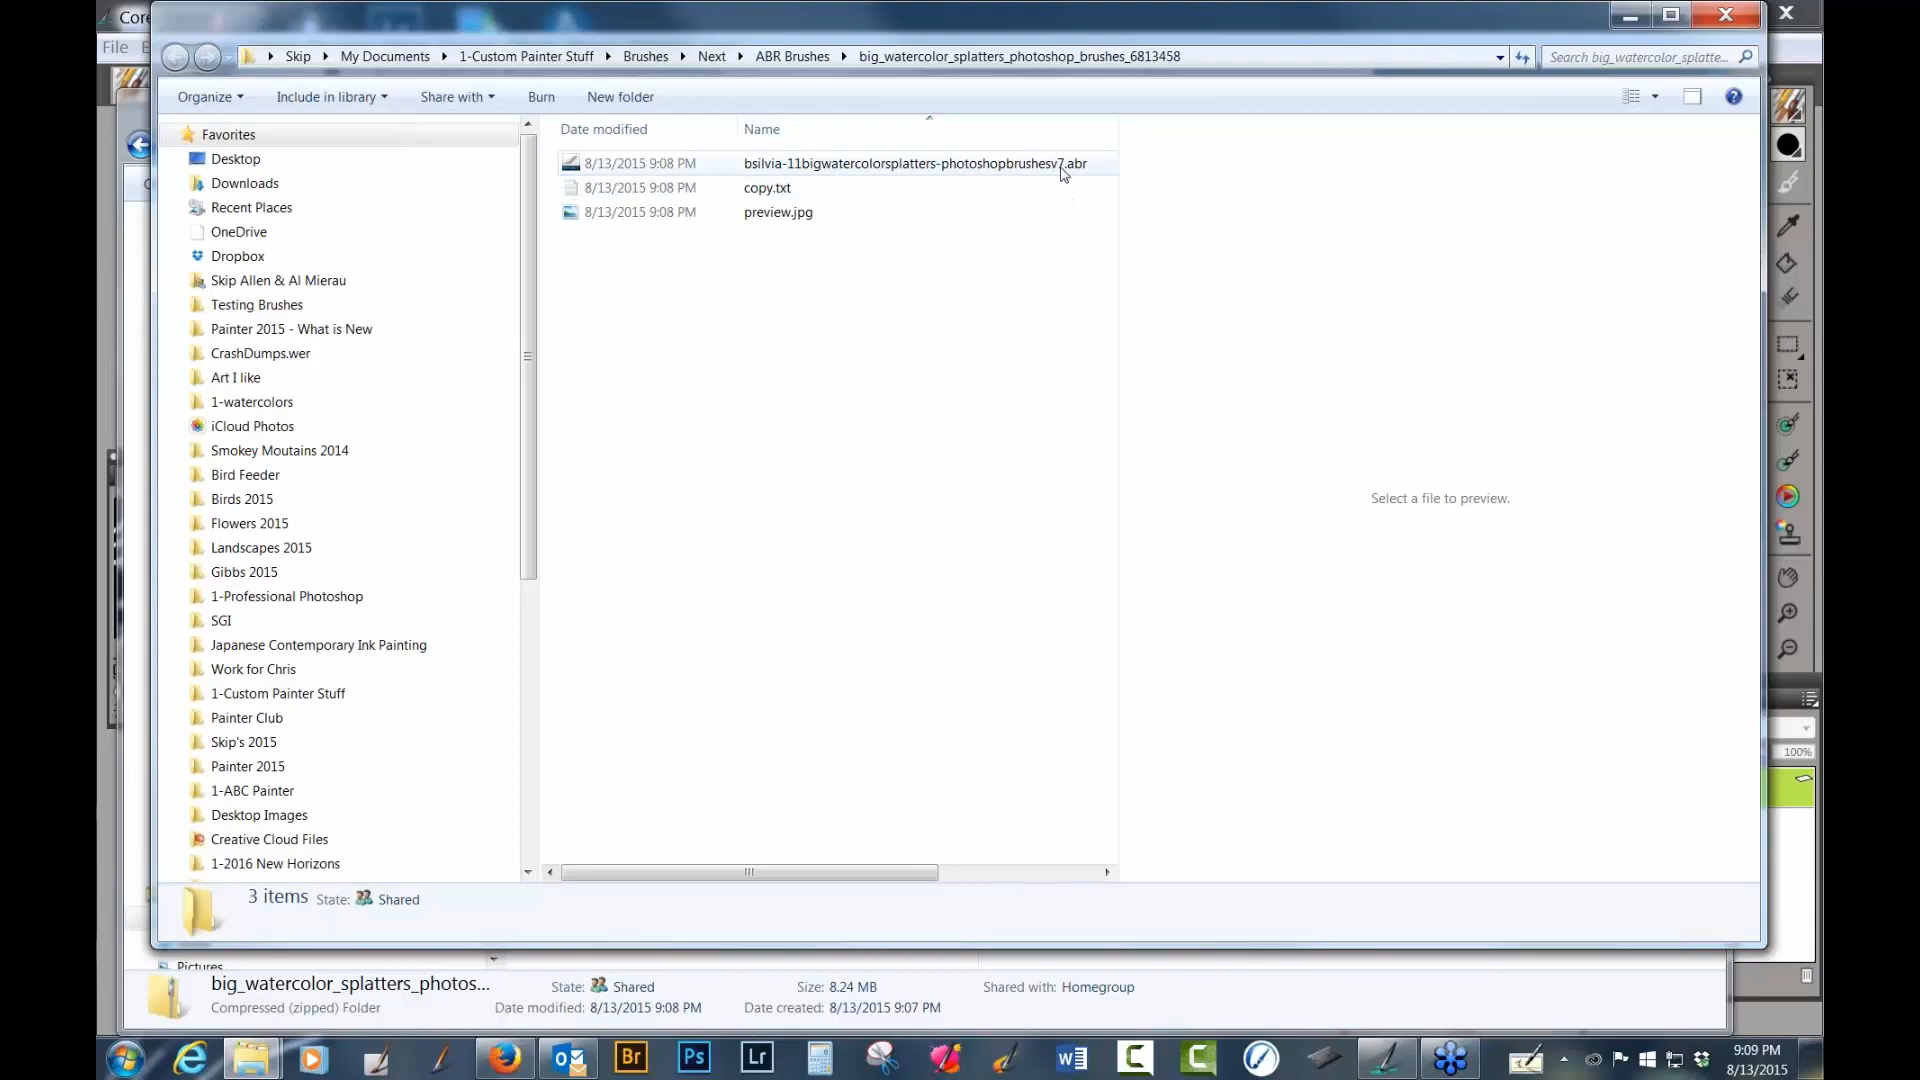 Core
File E
Skip My Documents 1-Custom Painter Stuff Brushes Next ABR Brushes big_watercolor_splatters_photoshop_brushes_6813458
Search big_watercolor_splatte...
Organize Include in library Share with Burn New folder
Favorites
Desktop
Downloads
Recent Places
OneDrive
Dropbox
Skip Allen & Al Mierau
Testing Brushes
Painter 2015 - What is New
CrashDumps.wer
Art I like
1-watercolors
iCloud Photos
Smokey Moutains 2014
Bird Feeder
Birds 2015
Flowers 2015
Landscapes 2015
Gibbs 2015
1-Professional Photoshop
SGI
Japanese Contemporary Ink Painting
Work for Chris
1-Custom Painter Stuff
Painter Club
Skip's 2015
Painter 2015
1-ABC Painter
Desktop Images
Creative Cloud Files
1-2016 New Horizons
Date modified Name
8/13/2015 9:08 PM bsilvia-11bigwatercolorsplatters-photoshopbrushesv7.abr
8/13/2015 9:08 PM copy.txt
8/13/2015 9:08 PM preview.jpg
Select a file to preview.
100%
3 items State: Shared
Pictures
big_watercolor_splatters_photos... State: Shared Size: 8.24 MB Shared with: Homegroup
Compressed (zipped) Folder Date modified: 8/13/2015 9:08 PM Date created: 8/13/2015 9:07 PM
Br Ps Lr W C C
9:09 PM
8/13/2015